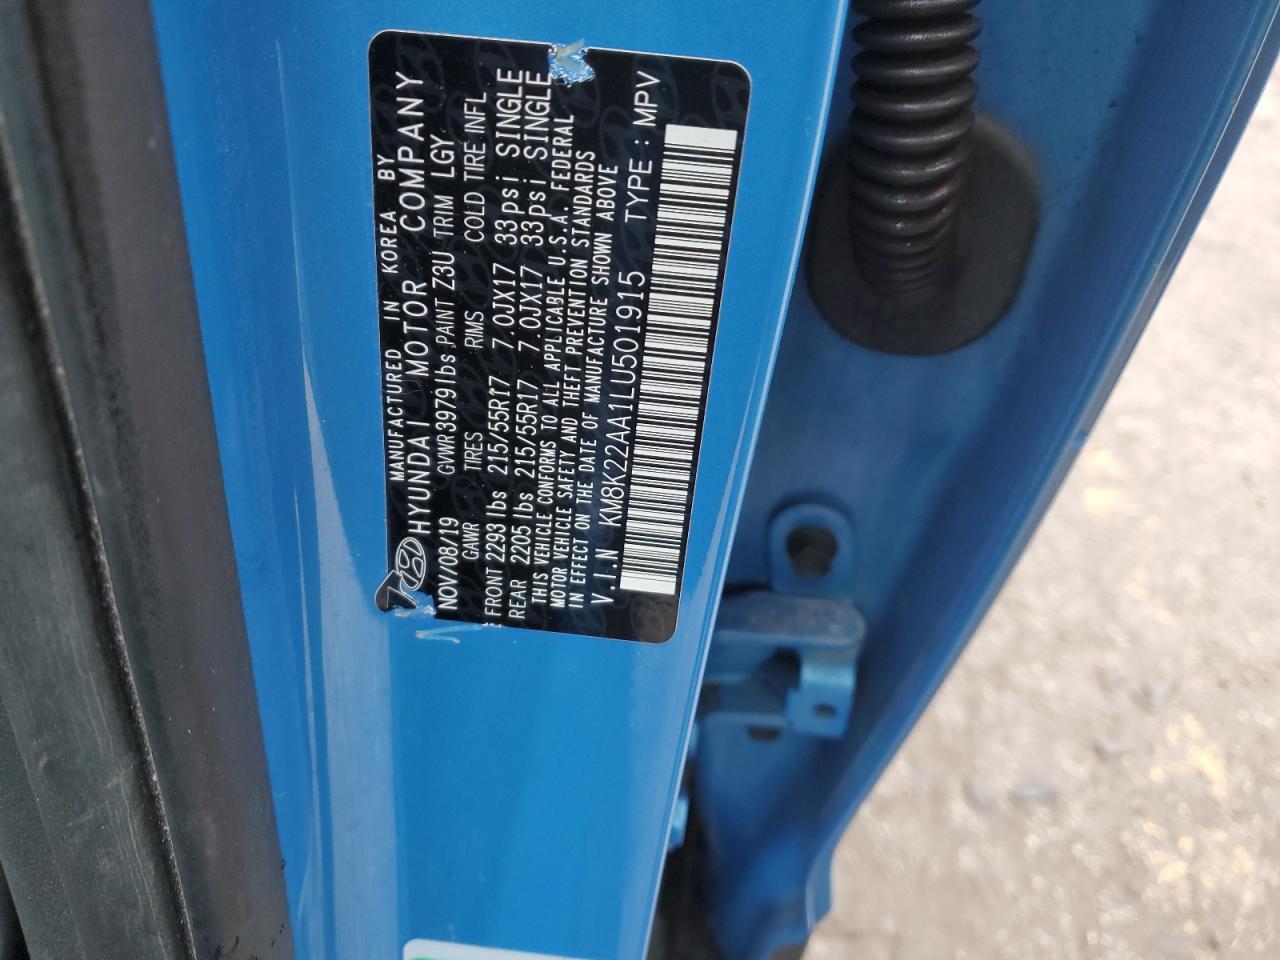 MANUFACTURED IN KOREA BY
HYUNDAI MOTOR COMPANY
NOV/08/19 GVWR 3979 lbs PAINT Z3U TRIM LGY
GAWR TIRES RIMS COLD TIRE INFL
FRONT 2293 lbs 215/55R17 7.0JX17 33psi SINGLE
REAR 2205 lbs 215/55R17 7.0JX17 33psi SINGLE
THIS VEHICLE CONFORMS TO ALL APPLICABLE U.S.A. FEDERAL
MOTOR VEHICLE SAFETY AND THEFT PREVENTION STANDARDS
IN EFFECT ON THE DATE OF MANUFACTURE SHOWN ABOVE
V.I.N KM8K22AA1LU501915 TYPE : MPV